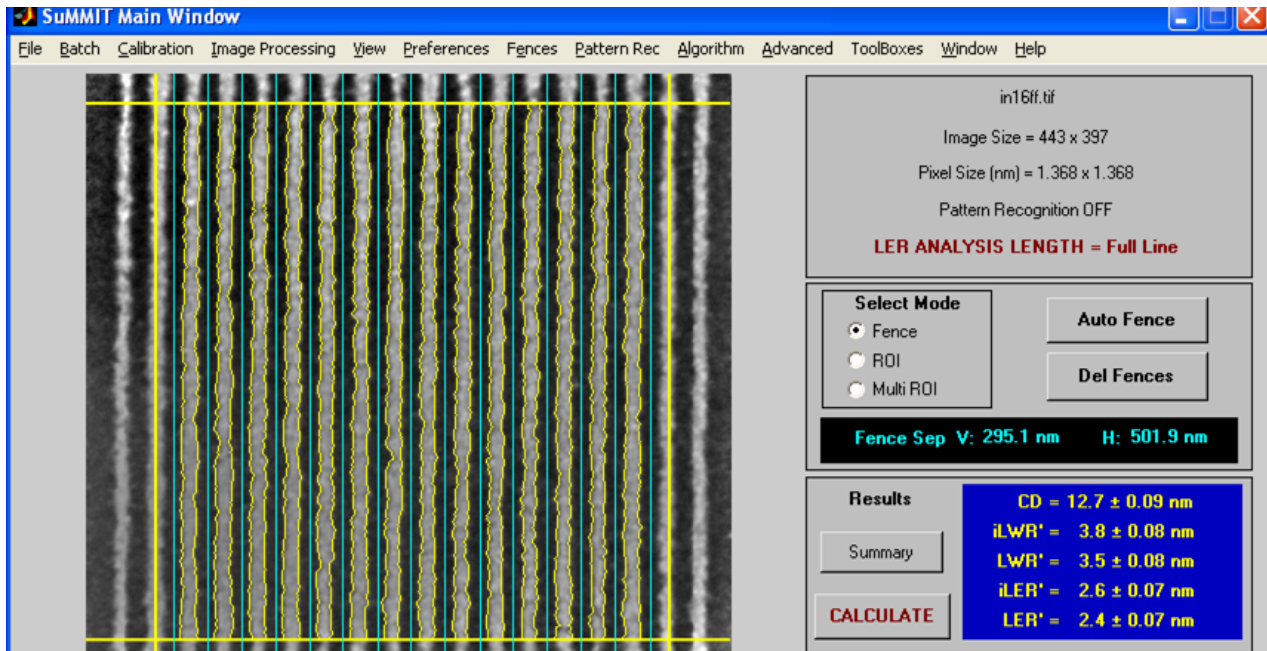 SuMMIT Main Window
File Batch Calibration Image Processing View Preferences Fences Pattern Rec Algorithm Advanced ToolBoxes Window Help
in16ff.tif
Image Size = 443 x 397
Pixel Size (nm) = 1.368 x 1.368
Pattern Recognition OFF
LER ANALYSIS LENGTH = Full Line
Select Mode
Fence
ROI
Multi ROI
Auto Fence
Del Fences
Fence Sep V: 295.1 nm H: 501.9 nm
Results
Summary
CALCULATE
CD = 12.7 ± 0.09 nm
iLWR' = 3.8 ± 0.08 nm
LWR' = 3.5 ± 0.08 nm
iLER' = 2.6 ± 0.07 nm
LER' = 2.4 ± 0.07 nm